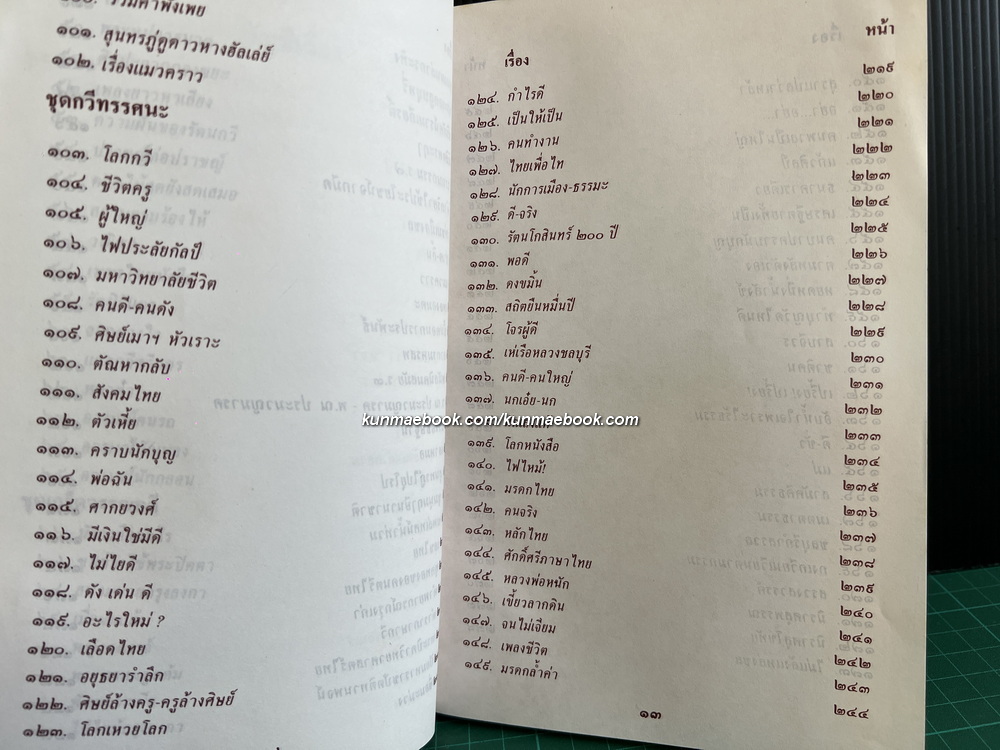 ๑๐๐. รวมคำพังเพย
๑๐๑. สุนทรภู่ดูดาวหางฮัลเล่ย์
๑๐๒. เรื่องแมวคราว
ชุดกวีทรรศนะ
๑๐๓. โลกกวี
๑๐๔. ชีวิตครู
๑๐๕. ผู้ใหญ่
๑๐๖. ไฟประลัยกัลป์
๑๐๗. มหาวิทยาลัยชีวิต
๑๐๘. คนดี-คนดัง
๑๐๙. ศิษย์เมาฯ หัวเราะ
๑๑๐. ตัณหากลับ
๑๑๑. สังคมไทย
๑๑๒. ตัวเหี้ย
๑๑๓. คราบนักบุญ
๑๑๔. พ่อฉัน
๑๑๕. ศากยวงศ์
๑๑๖. มีเงินใช่มีดี
๑๑๗. ไม่ไยดี
๑๑๘. ดัง เด่น ดี
๑๑๙. อะไรใหม่ ?
๑๒๐. เลือดไทย
๑๒๑. อยุธยารำลึก
๑๒๒. ศิษย์ล้างครู-ครูล้างศิษย์
๑๒๓. โลกเหวยโลก
เรื่อง หน้า
๑๒๔. กำไรดี ๒๑๙
๑๒๕. เป็นให้เป็น ๒๒๐
๑๒๖. คนทำงาน ๒๒๑
๑๒๗. ไทยเพื่อไท ๒๒๒
๑๒๘. นักการเมือง-ธรรมะ ๒๒๓
๑๒๙. ดี-จริง ๒๒๔
๑๓๐. รัตนโกสินทร์ ๒๐๐ ปี ๒๒๕
๑๓๑. พอดี ๒๒๖
๑๓๒. ดงขมิ้น ๒๒๗
๑๓๓. สถิตยืนหมื่นปี ๒๒๘
๑๓๔. โจรผู้ดี ๒๒๙
๑๓๕. เห่เรือหลวงชลบุรี ๒๓๐
๑๓๖. คนดี-คนใหญ่ ๒๓๑
๑๓๗. นกเอ๋ย-นก ๒๓๒
kunmaebook.com/kunmaebook.com
๒๓๓
๑๓๙. โลกหนังสือ ๒๓๔
๑๔๐. ไฟไหม้! ๒๓๕
๑๔๑. มรดกไทย ๒๓๖
๑๔๒. คนจริง ๒๓๗
๑๔๓. หลักไทย ๒๓๘
๑๔๔. ศักดิ์ศรีภาษาไทย ๒๓๙
๑๔๕. หลวงพ่อหนัก ๒๔๐
๑๔๖. เขี้ยวลากดิน ๒๔๑
๑๔๗. จนไม่เจียม ๒๔๒
๑๔๘. เพลงชีวิต ๒๔๓
๑๔๙. มรดกล้ำค่า ๒๔๔
๑๓